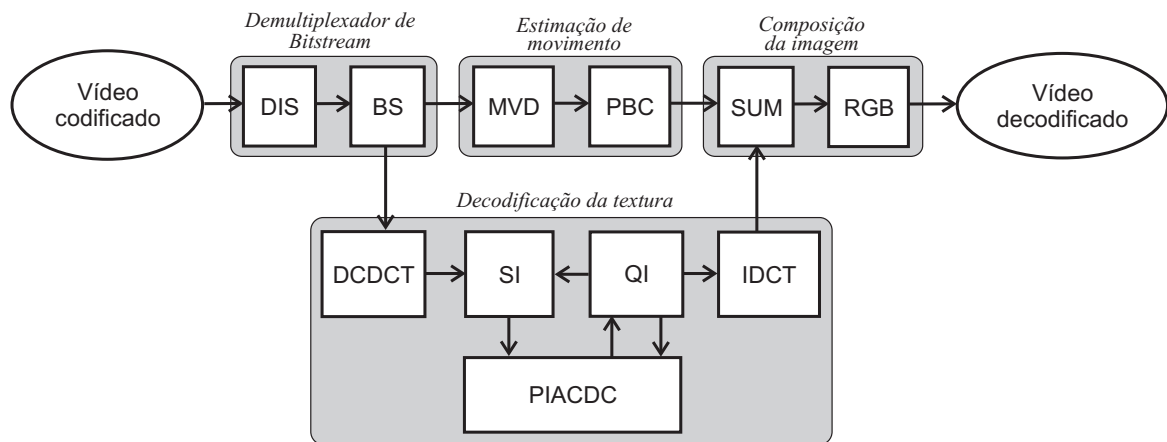 Demultiplexador de
Bitstream
Estimação de
movimento
Composição
da imagem
Vídeo
codificado
DIS
BS
MVD
PBC
SUM
RGB
Vídeo
decodificado
Decodificação da textura
DCDCT
SI
QI
IDCT
PIACDC